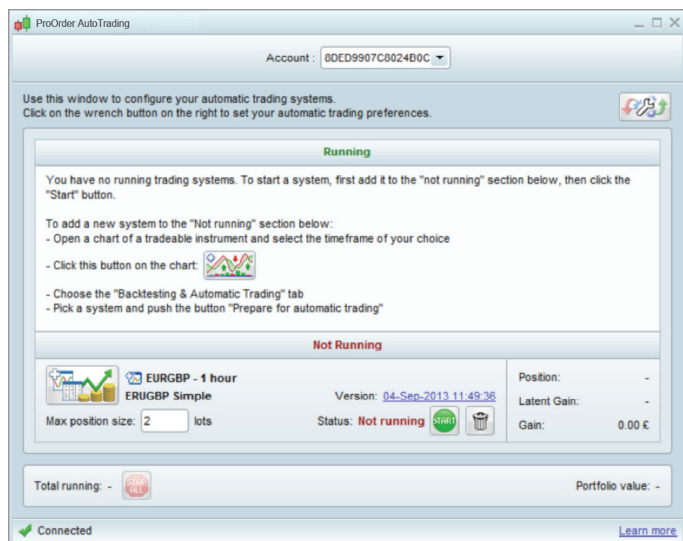 ProOrder AutoTrading
Account : 8DED9907C8024B0C
Use this window to configure your automatic trading systems.
Click on the wrench button on the right to set your automatic trading preferences.
Running
You have no running trading systems. To start a system, first add it to the "not running" section below, then click the
"Start" button.
To add a new system to the "Not running" section below:
- Open a chart of a tradeable instrument and select the timeframe of your choice
- Click this button on the chart:
- Choose the "Backtesting & Automatic Trading" tab
- Pick a system and push the button "Prepare for automatic trading"
Not Running
EURGBP - 1 hour
ERUGBP Simple
Version: 04-Sep-2013 11:49:36
Max position size: 2 lots
Status: Not running START
Position: -
Latent Gain: -
Gain: 0.00 £
Total running: - STOP ALL
Portfolio value: -
Connected
Learn more